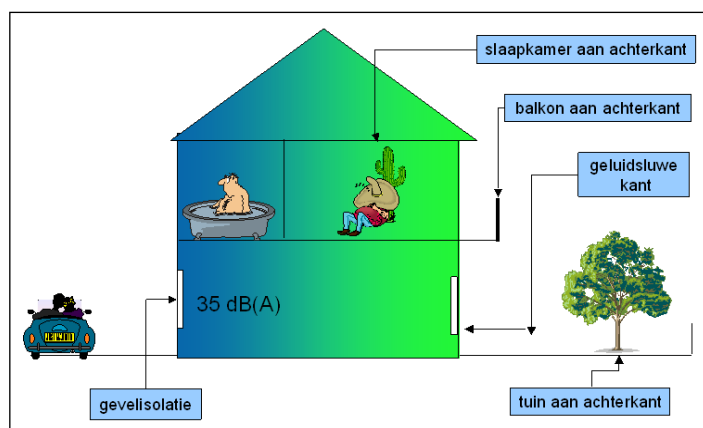 slaapkamer aan achterkant
balkon aan achterkant
geluidsluwe
kant
35 dB(A)
gevelisolatie
tuin aan achterkant